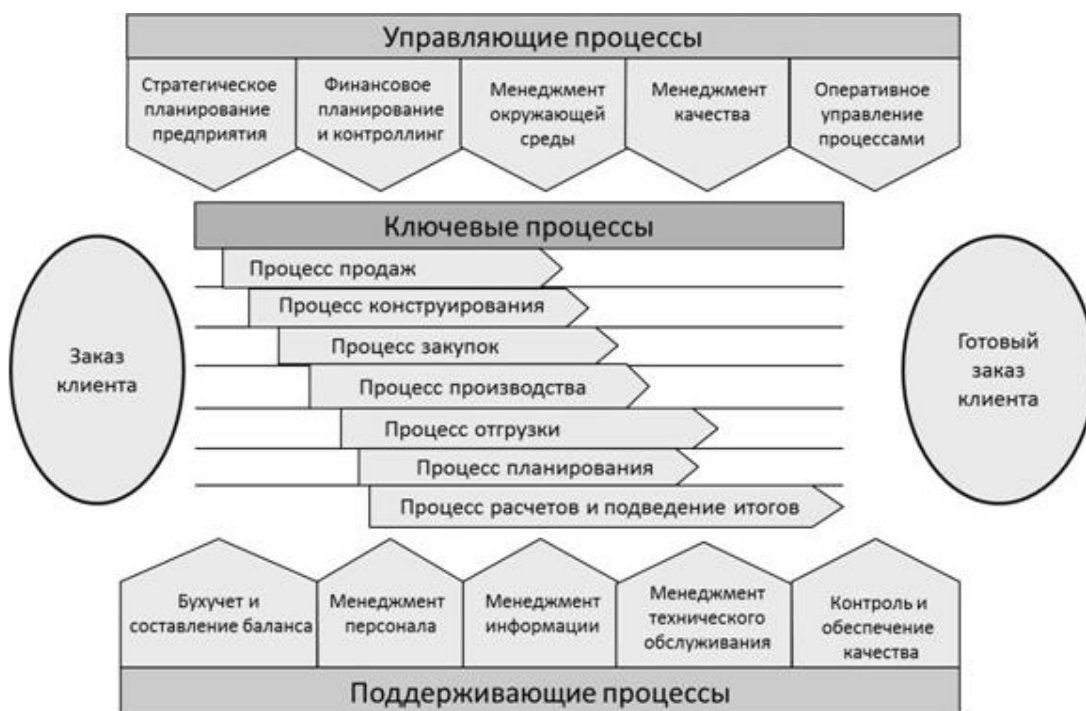 Управляющие процессы
Стратегическое
планирование
предприятия
Финансовое
планирование
и контроллинг
Менеджмент
окружающей
среды
Менеджмент
качества
Оперативное
управление
процессами
Ключевые процессы
Заказ
клиента
Процесс продаж
Процесс конструирования
Процесс закупок
Процесс производства
Процесс отгрузки
Процесс планирования
Процесс расчетов и подведение итогов
Готовый
заказ
клиента
Бухучет и
составление баланса
Менеджмент
персонала
Менеджмент
информации
Менеджмент
технического
обслуживания
Контроль и
обеспечение
качества
Поддерживающие процессы